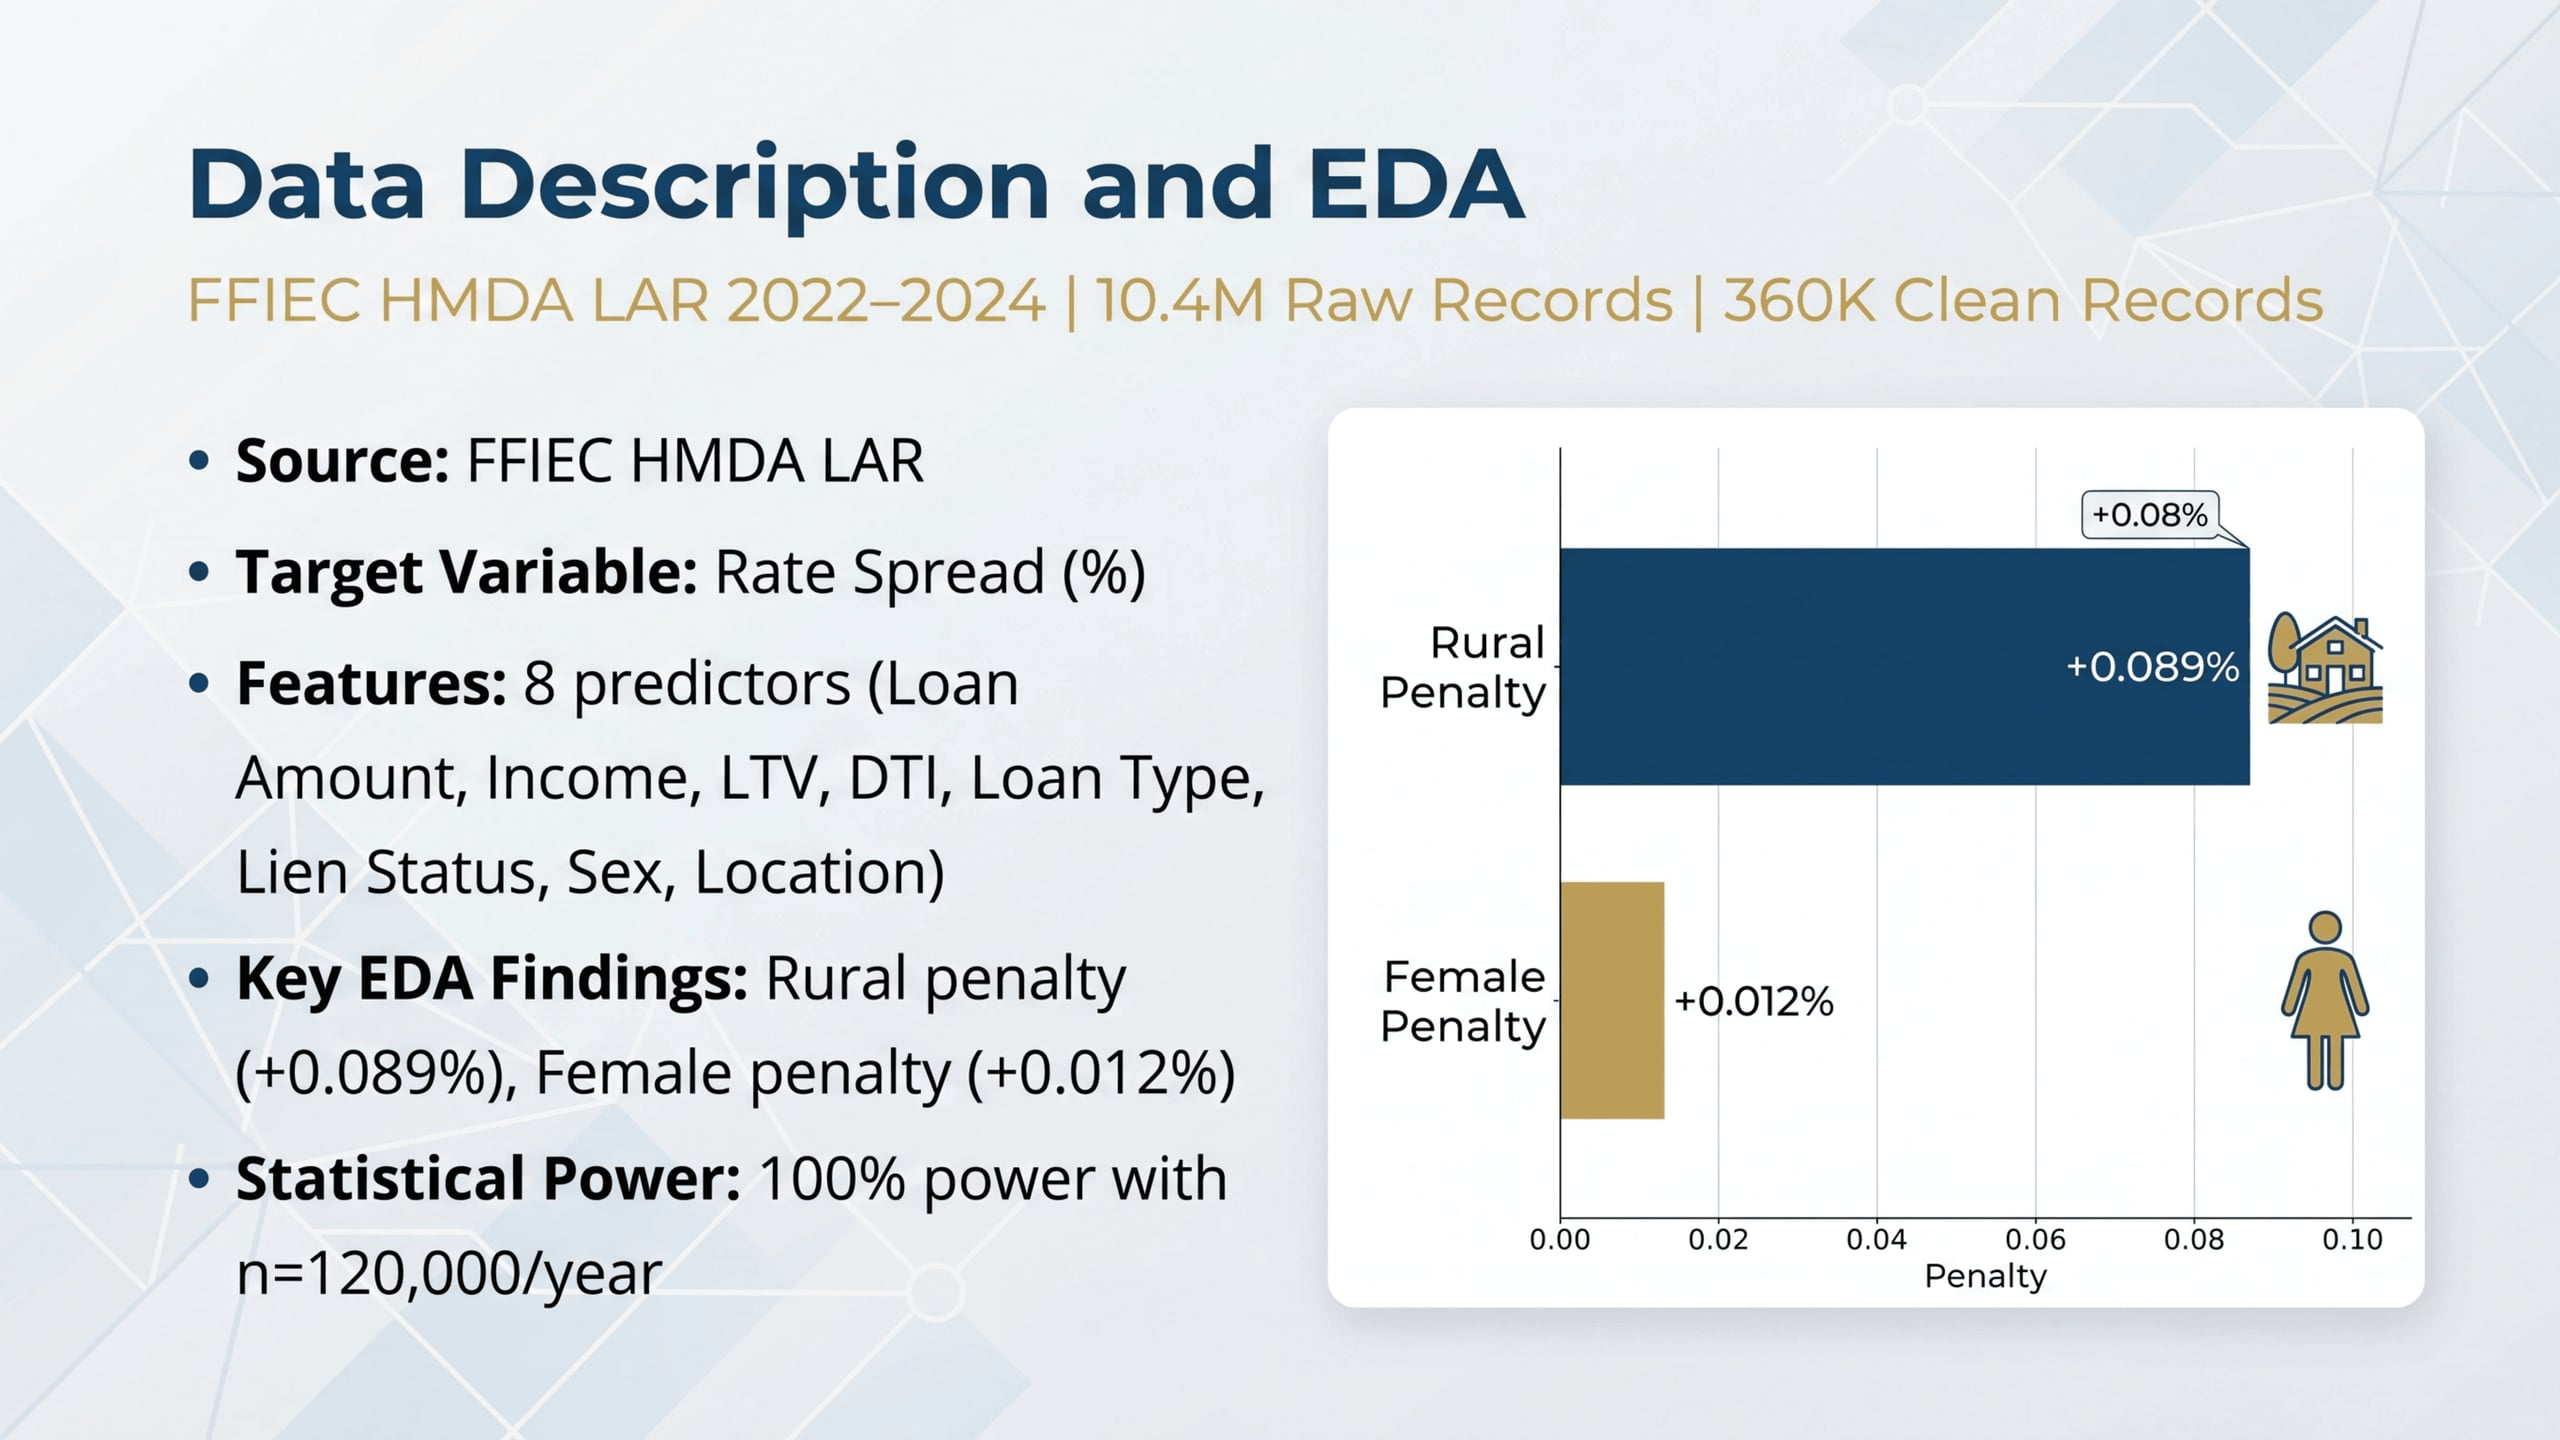 Data Description and EDA
FFIEC HMDA LAR 2022–2024 | 10.4M Raw Records | 360K Clean Records
• Source: FFIEC HMDA LAR
• Target Variable: Rate Spread (%)
• Features: 8 predictors (Loan
Amount, Income, LTV, DTI, Loan Type,
Lien Status, Sex, Location)
• Key EDA Findings: Rural penalty
(+0.089%), Female penalty (+0.012%)
• Statistical Power: 100% power with
n=120,000/year
+0.08%
Rural
Penalty
+0.089%
Female
Penalty
+0.012%
0.00 0.02 0.04 0.06 0.08 0.10
Penalty